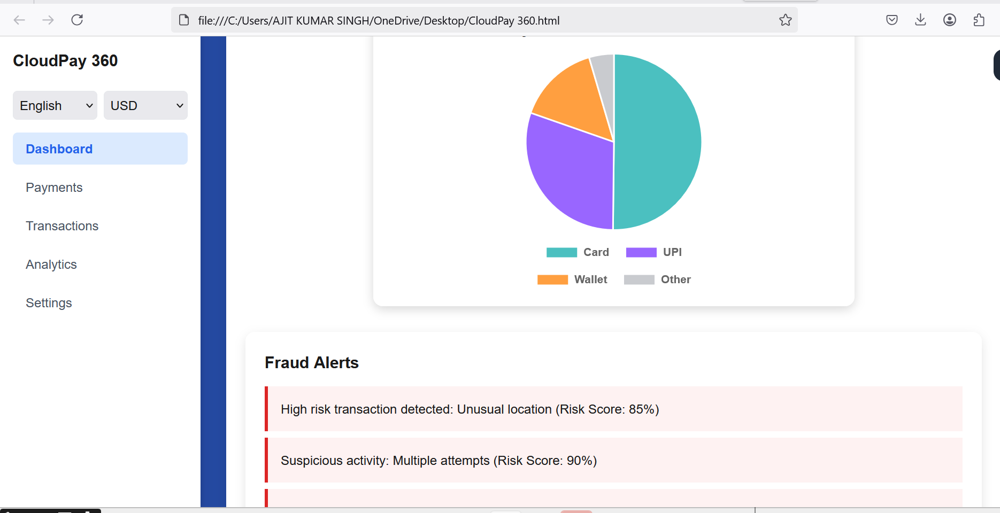 file:///C:/Users/AJIT KUMAR SINGH/OneDrive/Desktop/CloudPay 360.html
CloudPay 360
English USD
Dashboard
Payments
Transactions
Analytics
Settings
Card UPI
Wallet Other
Fraud Alerts
High risk transaction detected: Unusual location (Risk Score: 85%)
Suspicious activity: Multiple attempts (Risk Score: 90%)